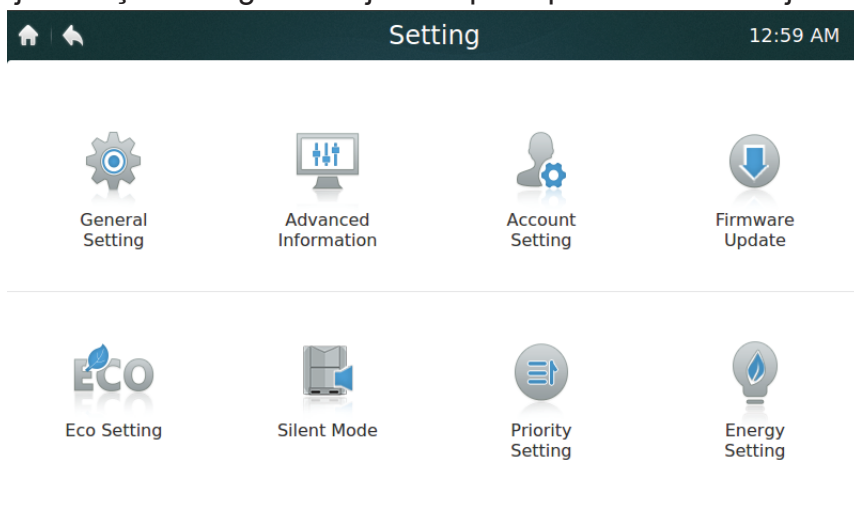 Setting
12:59 AM
General
Setting
Advanced
Information
Account
Setting
Firmware
Update
ECO
Eco Setting
Silent Mode
Priority
Setting
Energy
Setting